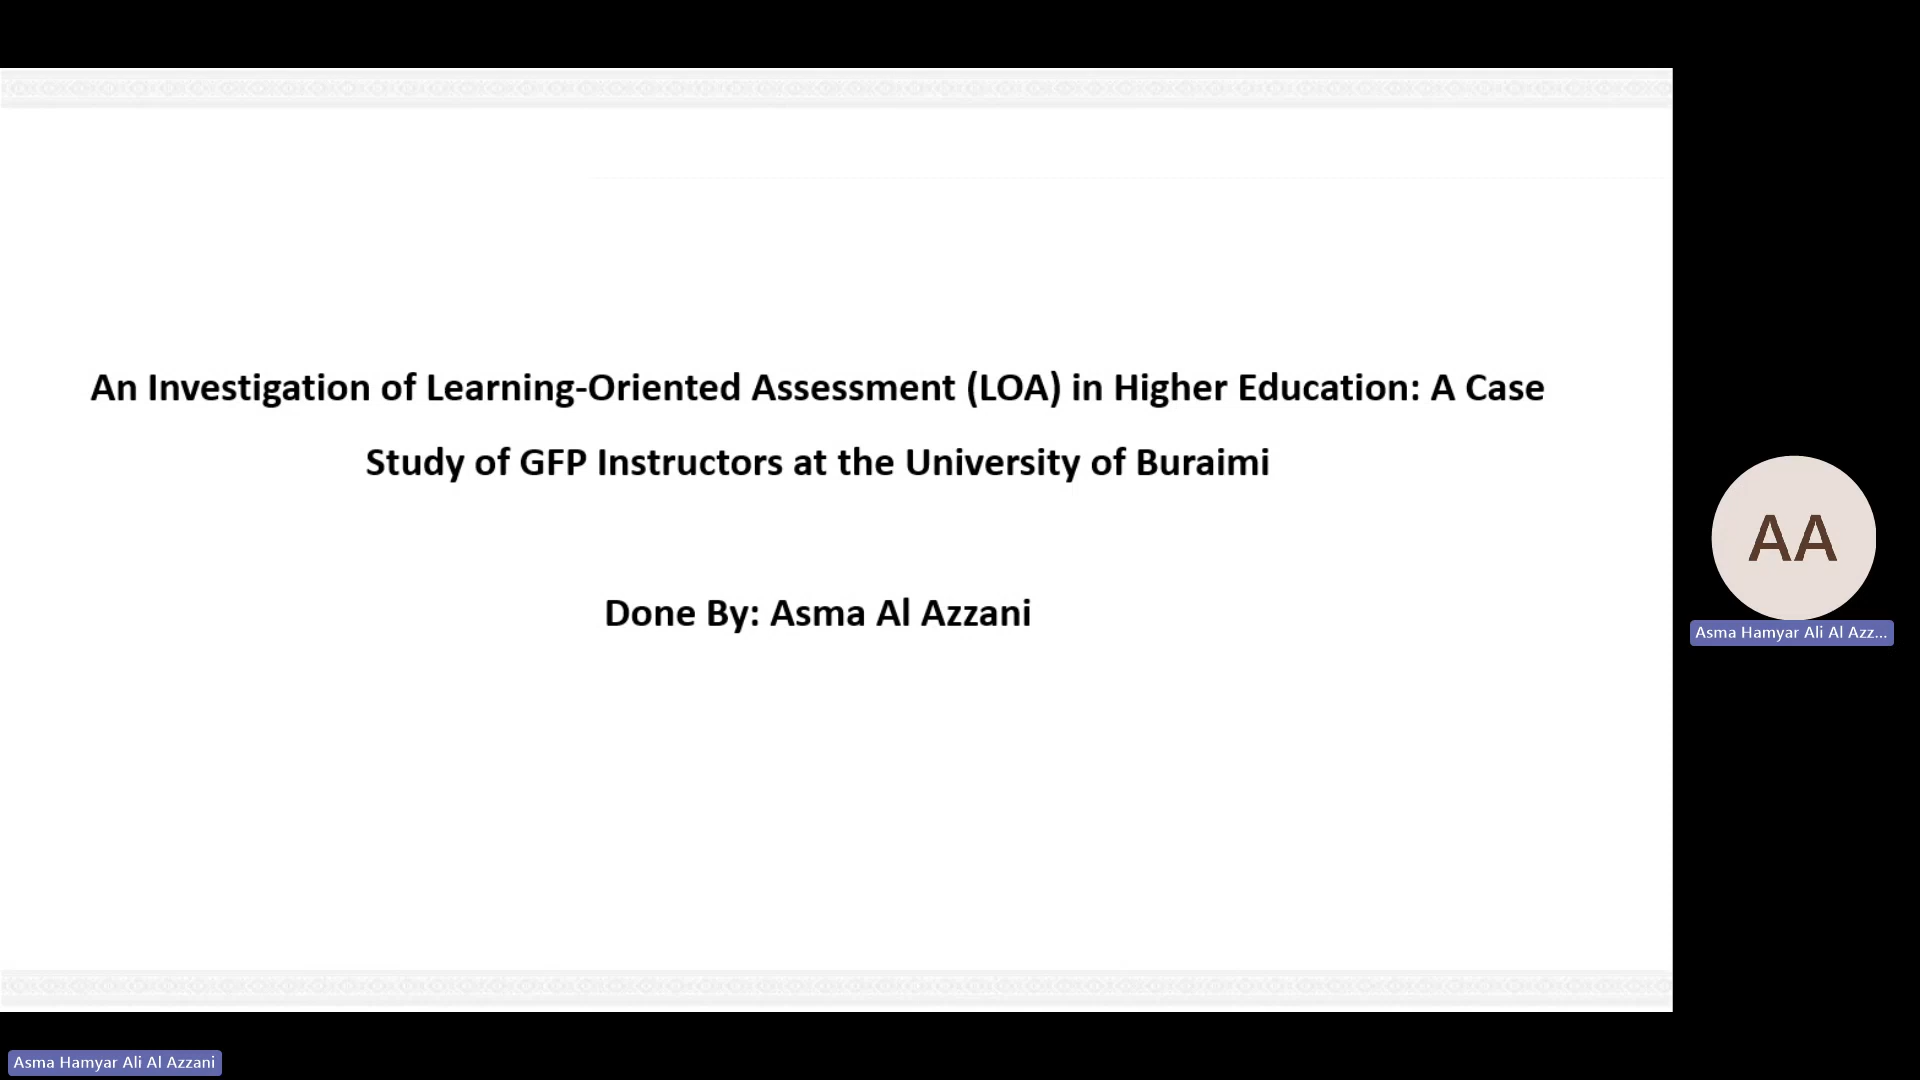 An Investigation of Learning-Oriented Assessment (LOA) in Higher Education: A Case
Study of GFP Instructors at the University of Buraimi
Done By: Asma Al Azzani
AA
Asma Hamyar Ali Al Azz...
Asma Hamyar Ali Al Azzani